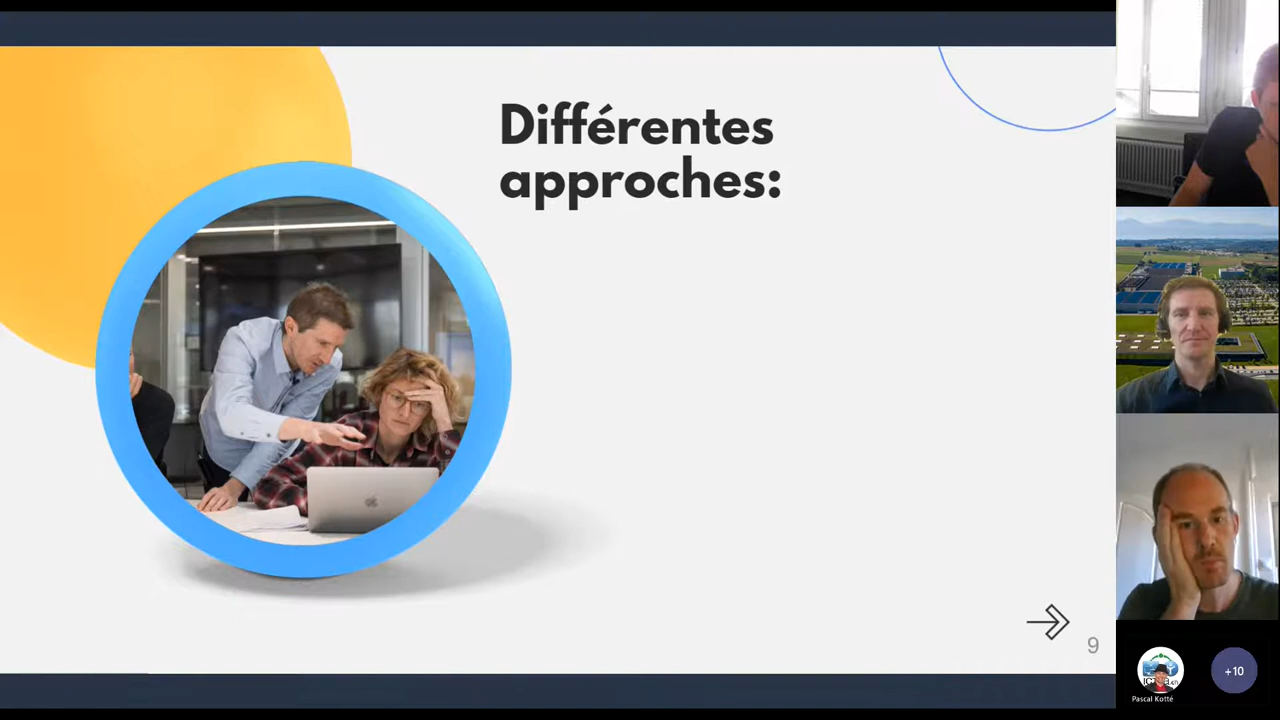 Différentes
approches:
9
Pascal Kotté
+10